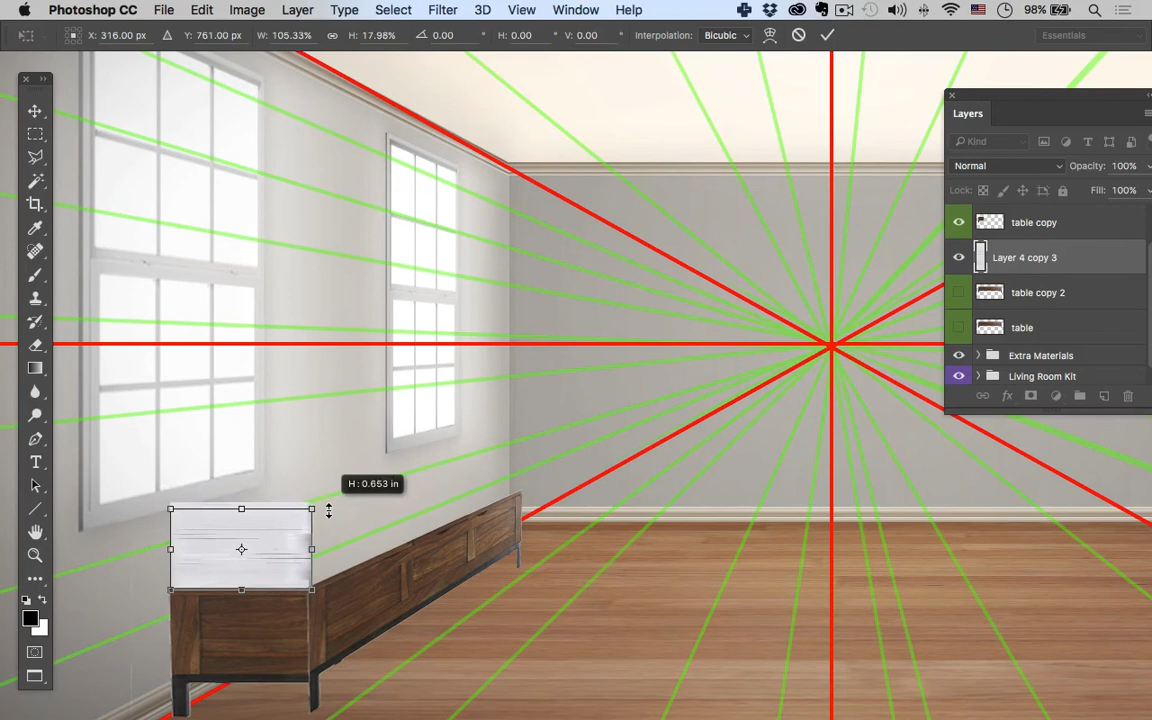 Photoshop CC File Edit Image Layer Type Select Filter 3D View Window Help 98%
X: 316.00 px Y: 761.00 px W: 105.33% H: 17.98% 0.00 ° H: 0.00 ° V: 0.00 ° Interpolation: Bicubic Essentials
Layers
Kind
Normal Opacity: 100%
Lock: Fill: 100%
table copy
Layer 4 copy 3
table copy 2
table
Extra Materials
Living Room Kit
fx
H : 0.653 in